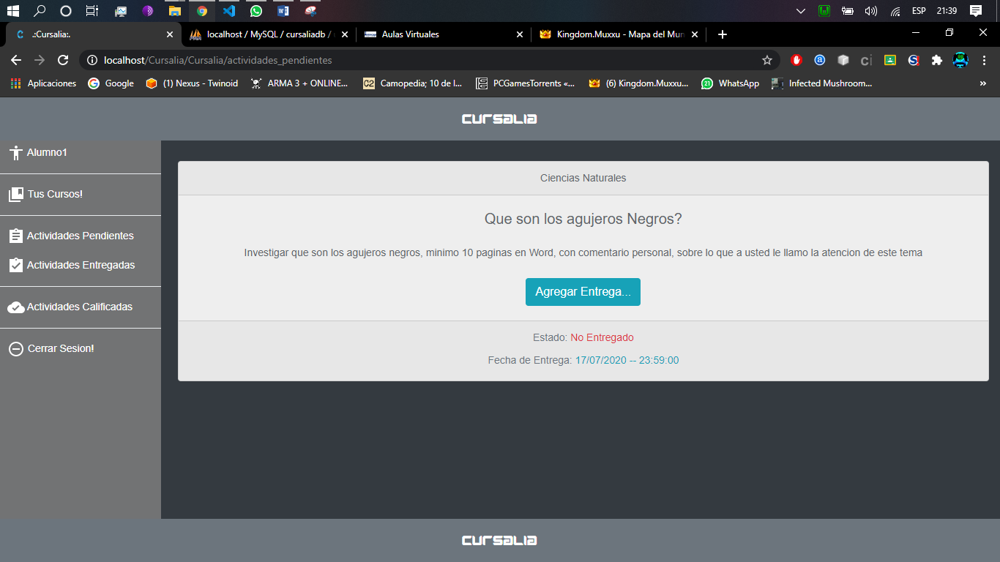 ESP 21:39
.:Cursalia:.
localhost / MySQL / cursaliadb /
Aulas Virtuales
Kingdom.Muxxu - Mapa del Mun
localhost/Cursalia/Cursalia/actividades_pendientes
Aplicaciones
Google
(1) Nexus - Twinoid
ARMA 3 + ONLINE...
Camopedia; 10 de l...
PCGamesTorrents «...
(6) Kingdom.Muxxu...
21
WhatsApp
Infected Mushroom...
cursalia
Alumno1
Tus Cursos!
Actividades Pendientes
Actividades Entregadas
Actividades Calificadas
Cerrar Sesion!
Ciencias Naturales
Que son los agujeros Negros?
Investigar que son los agujeros negros, minimo 10 paginas en Word, con comentario personal, sobre lo que a usted le llamo la atencion de este tema
Agregar Entrega...
Estado: No Entregado
Fecha de Entrega: 17/07/2020 -- 23:59:00
cursalia